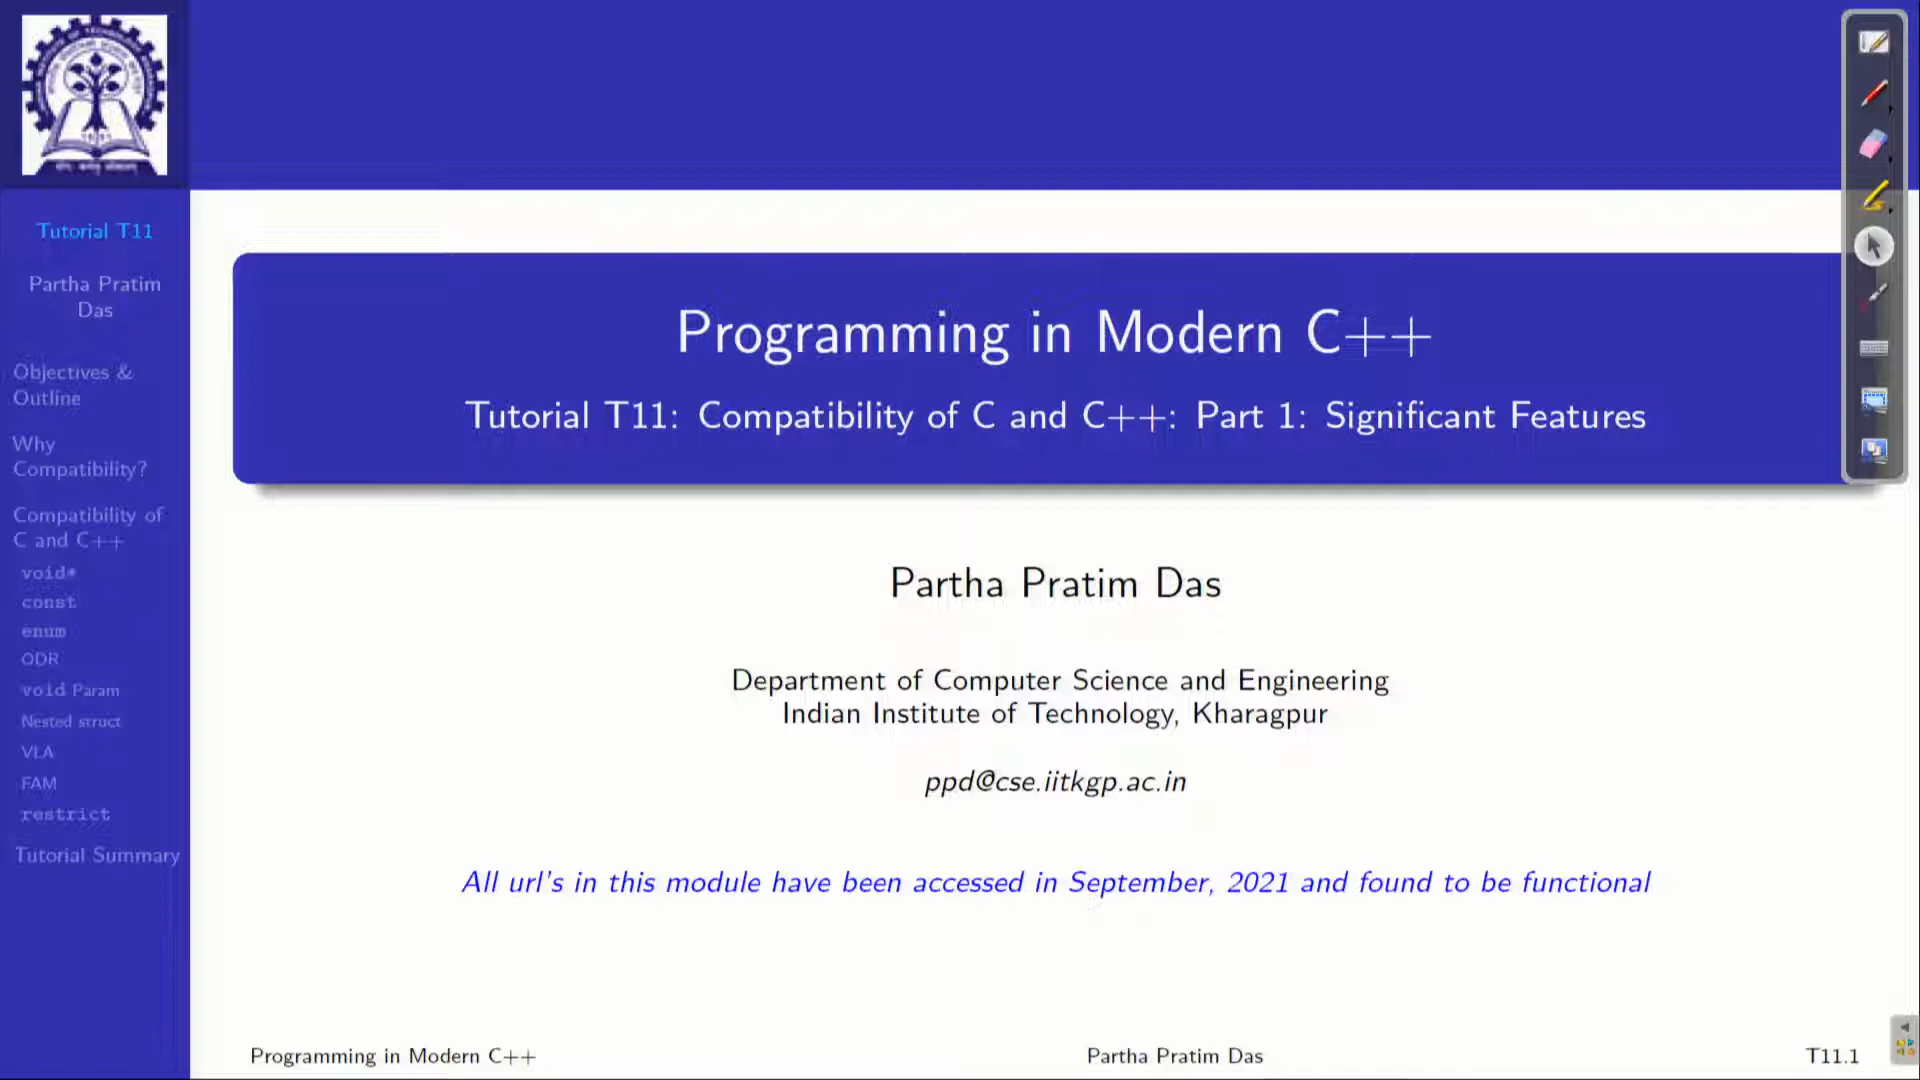 Tutorial T11
Partha Pratim
Das
Objectives &
Outline
Why
Compatibility?
Compatibility of
C and C++
void*
const
enum
ODR
void Param
Nested struct
VLA
FAM
restrict
Tutorial Summary
Programming in Modern C++
Tutorial T11: Compatibility of C and C++: Part 1: Significant Features
Partha Pratim Das
Department of Computer Science and Engineering
Indian Institute of Technology, Kharagpur
ppd@cse.iitkgp.ac.in
All url's in this module have been accessed in September, 2021 and found to be functional
Programming in Modern C++
Partha Pratim Das
T11.1